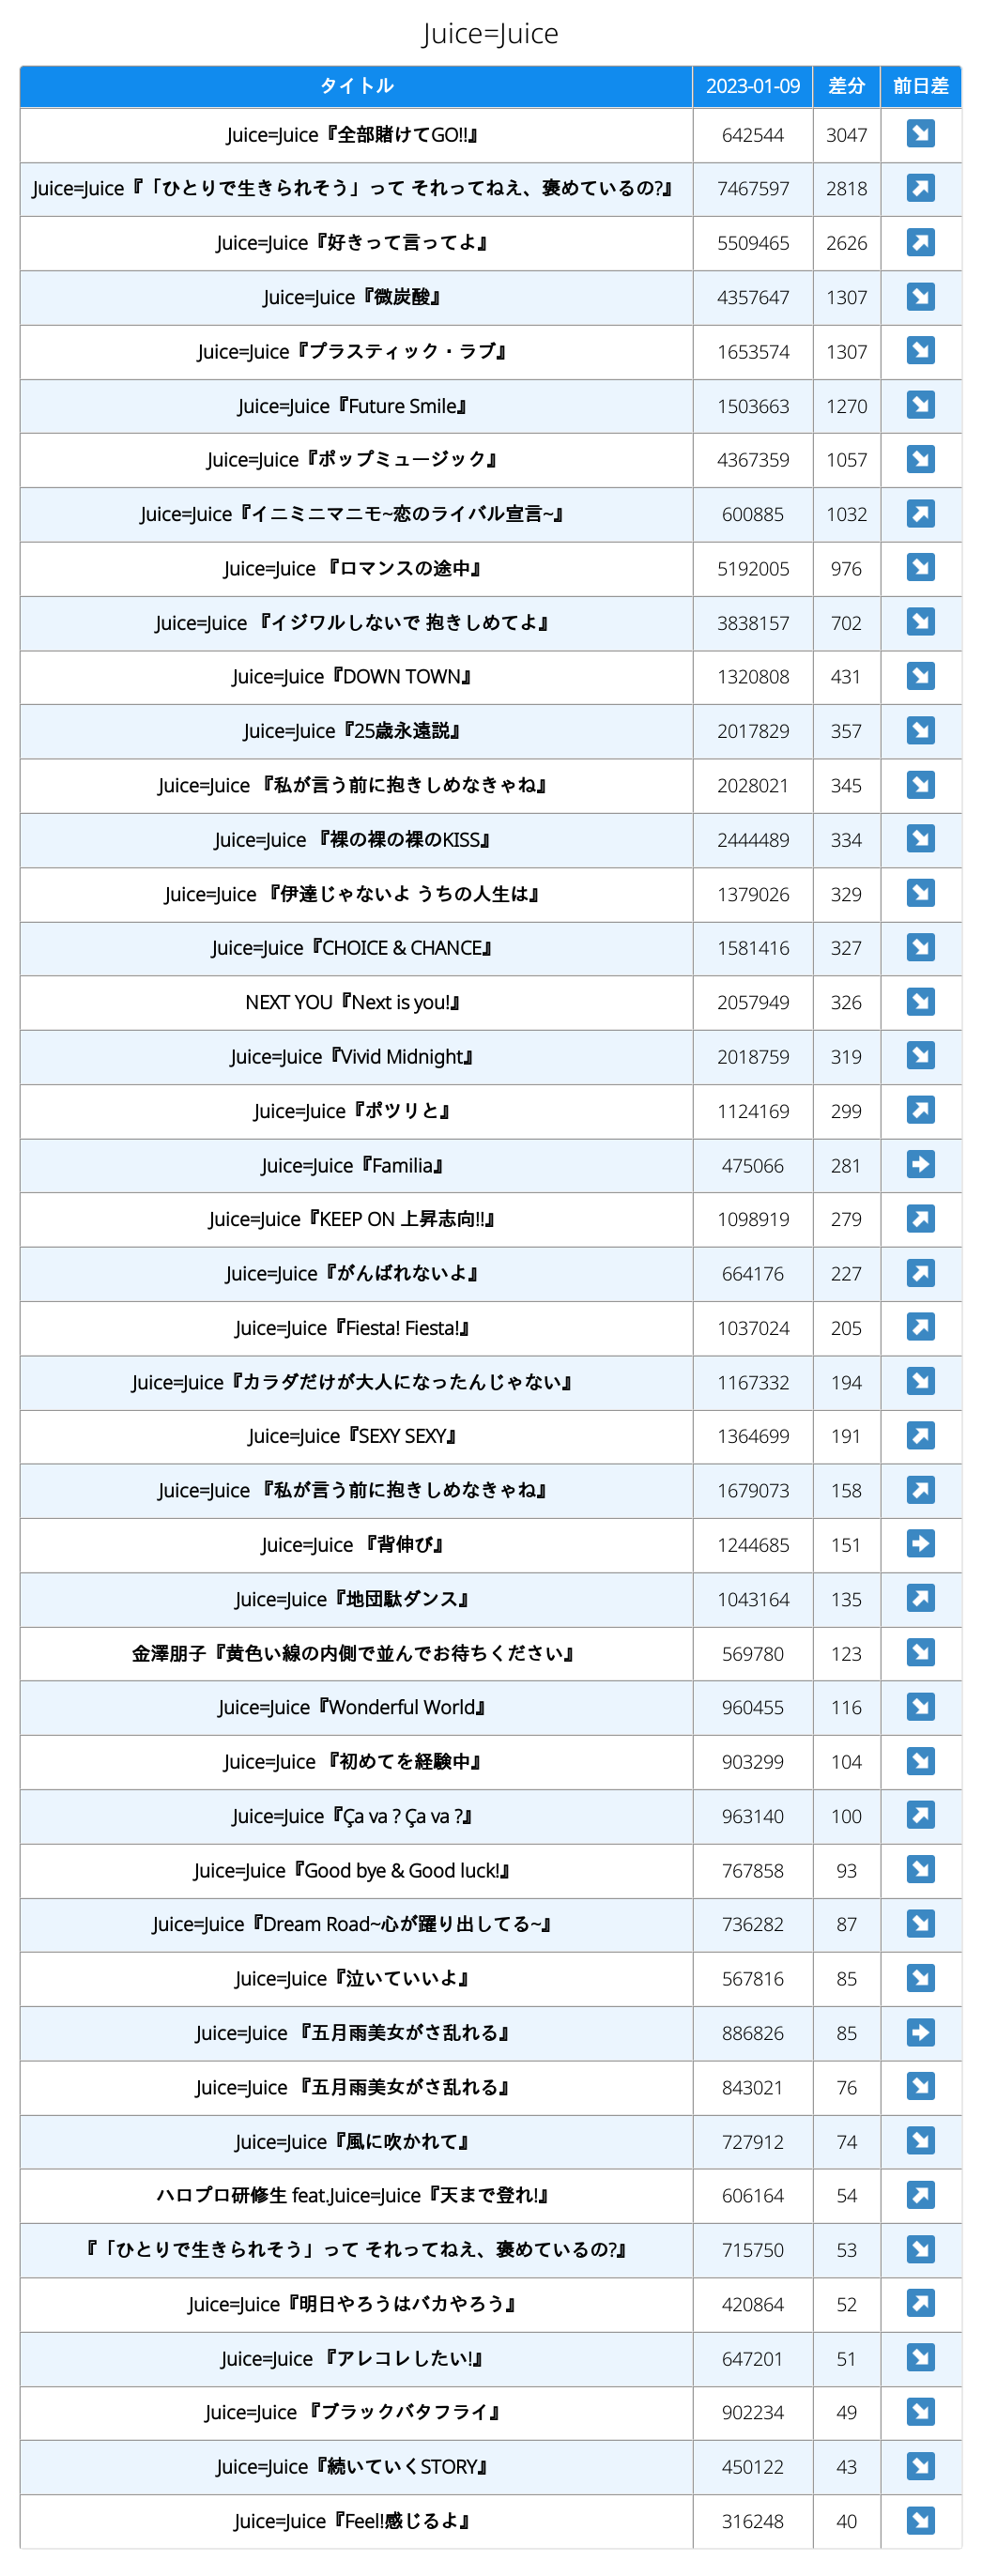 Juice=Juice
タイトル 2023-01-09 差分 前日差
Juice=Juice『全部賭けてGO!!』 642544 3047 ↘
Juice=Juice『「ひとりで生きられそう」って それってねえ、褒めているの?』 7467597 2818 ↗
Juice=Juice『好きって言ってよ』 5509465 2626 ↗
Juice=Juice『微炭酸』 4357647 1307 ↘
Juice=Juice『プラスティック・ラブ』 1653574 1307 ↘
Juice=Juice『Future Smile』 1503663 1270 ↘
Juice=Juice『ポップミュージック』 4367359 1057 ↘
Juice=Juice『イニミニマニモ~恋のライバル宣言~』 600885 1032 ↗
Juice=Juice 『ロマンスの途中』 5192005 976 ↘
Juice=Juice 『イジワルしないで 抱きしめてよ』 3838157 702 ↘
Juice=Juice『DOWN TOWN』 1320808 431 ↘
Juice=Juice『25歳永遠説』 2017829 357 ↘
Juice=Juice 『私が言う前に抱きしめなきゃね』 2028021 345 ↘
Juice=Juice 『裸の裸の裸のKISS』 2444489 334 ↘
Juice=Juice 『伊達じゃないよ うちの人生は』 1379026 329 ↘
Juice=Juice『CHOICE & CHANCE』 1581416 327 ↘
NEXT YOU『Next is you!』 2057949 326 ↘
Juice=Juice『Vivid Midnight』 2018759 319 ↘
Juice=Juice『ポツリと』 1124169 299 ↗
Juice=Juice『Familia』 475066 281 →
Juice=Juice『KEEP ON 上昇志向!!』 1098919 279 ↗
Juice=Juice『がんばれないよ』 664176 227 ↗
Juice=Juice『Fiesta! Fiesta!』 1037024 205 ↗
Juice=Juice『カラダだけが大人になったんじゃない』 1167332 194 ↘
Juice=Juice『SEXY SEXY』 1364699 191 ↗
Juice=Juice 『私が言う前に抱きしめなきゃね』 1679073 158 ↗
Juice=Juice 『背伸び』 1244685 151 →
Juice=Juice『地団駄ダンス』 1043164 135 ↗
金澤朋子『黄色い線の内側で並んでお待ちください』 569780 123 ↘
Juice=Juice『Wonderful World』 960455 116 ↘
Juice=Juice 『初めてを経験中』 903299 104 ↘
Juice=Juice『Ça va ? Ça va ?』 963140 100 ↗
Juice=Juice『Good bye & Good luck!』 767858 93 ↘
Juice=Juice『Dream Road~心が躍り出してる~』 736282 87 ↘
Juice=Juice『泣いていいよ』 567816 85 ↘
Juice=Juice 『五月雨美女がさ乱れる』 886826 85 →
Juice=Juice 『五月雨美女がさ乱れる』 843021 76 ↘
Juice=Juice『風に吹かれて』 727912 74 ↘
ハロプロ研修生 feat.Juice=Juice『天まで登れ!』 606164 54 ↗
『「ひとりで生きられそう」って それってねえ、褒めているの?』 715750 53 ↘
Juice=Juice『明日やろうはバカやろう』 420864 52 ↗
Juice=Juice 『アレコレしたい!』 647201 51 ↘
Juice=Juice 『ブラックバタフライ』 902234 49 ↘
Juice=Juice『続いていくSTORY』 450122 43 ↘
Juice=Juice『Feel!感じるよ』 316248 40 ↘